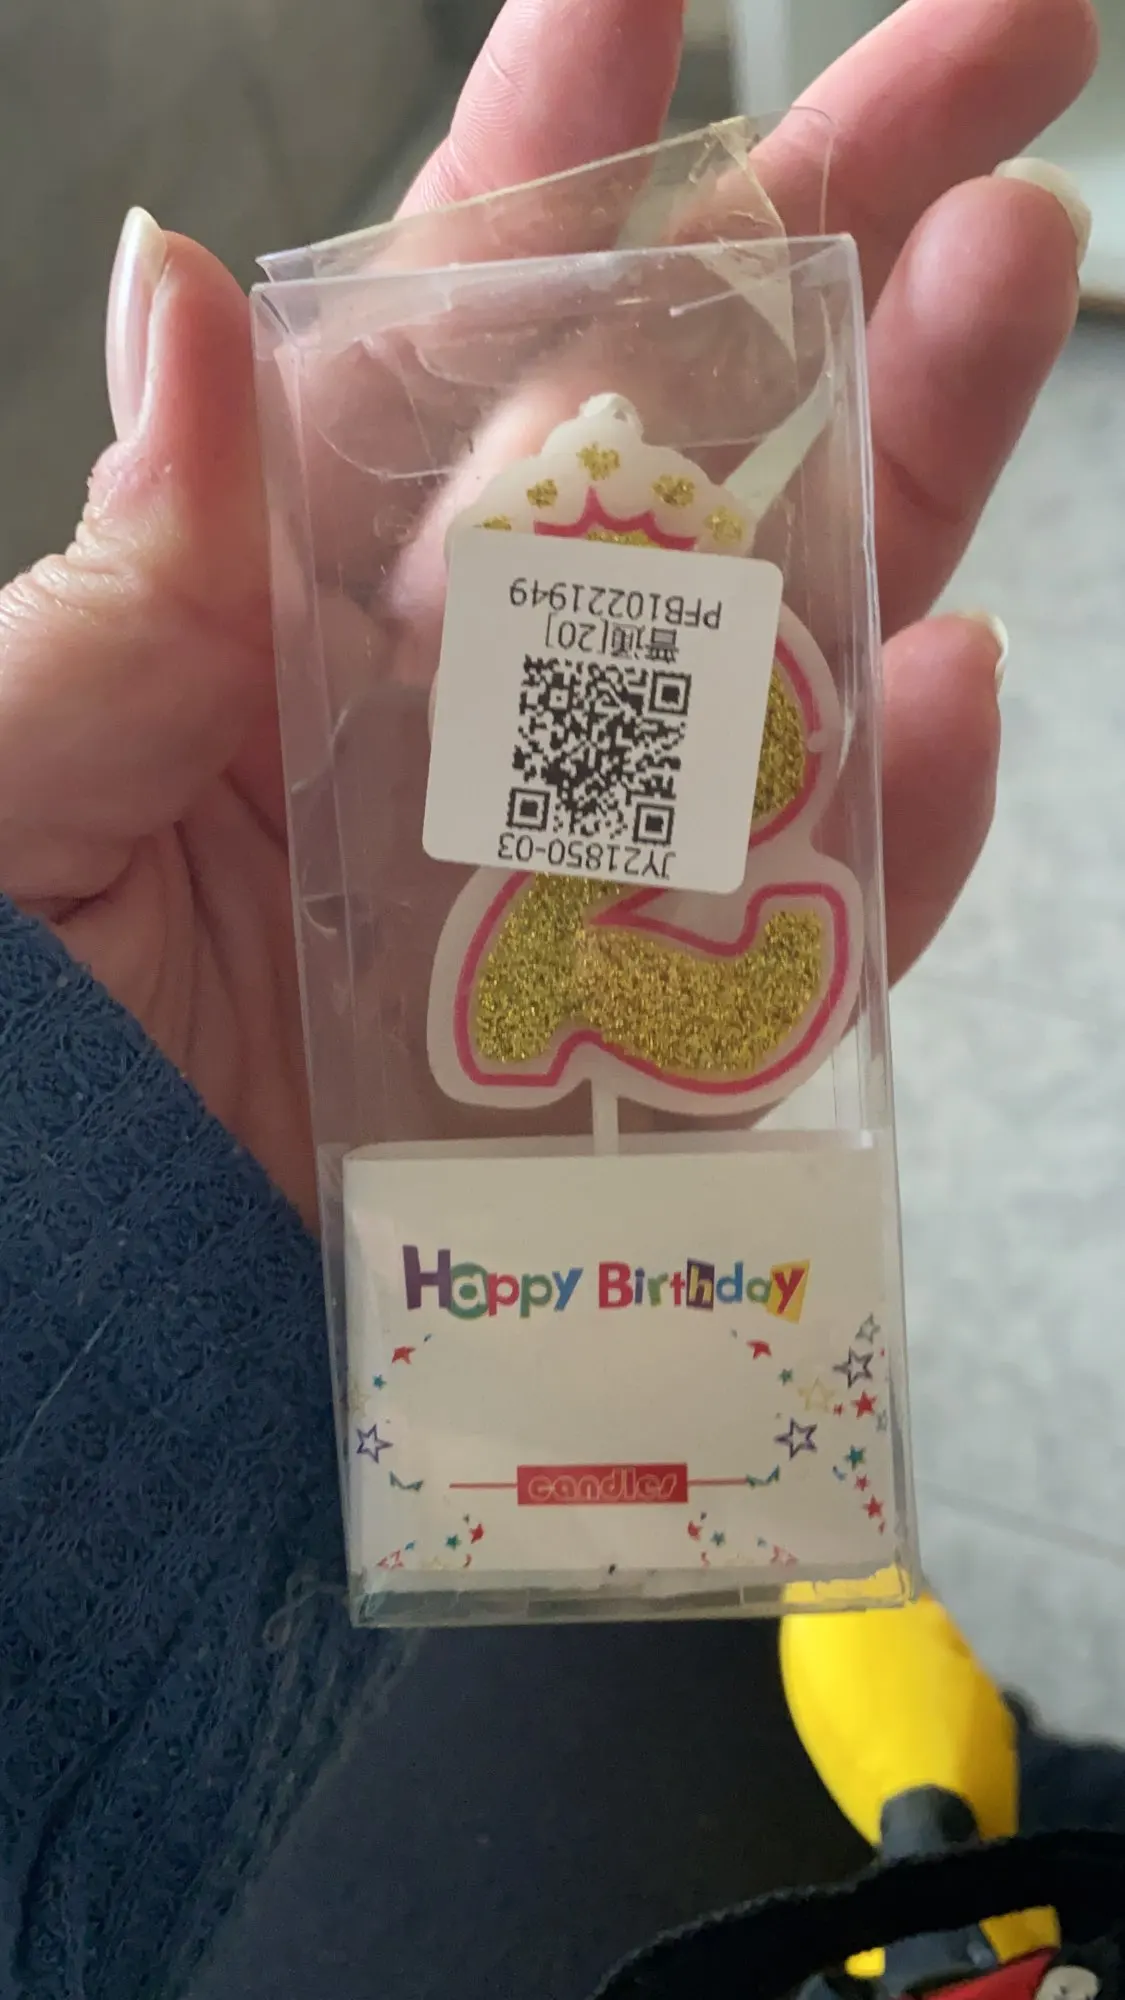 PFB10221949
普通[20]
JY21850-03
Happy Birthday
candles